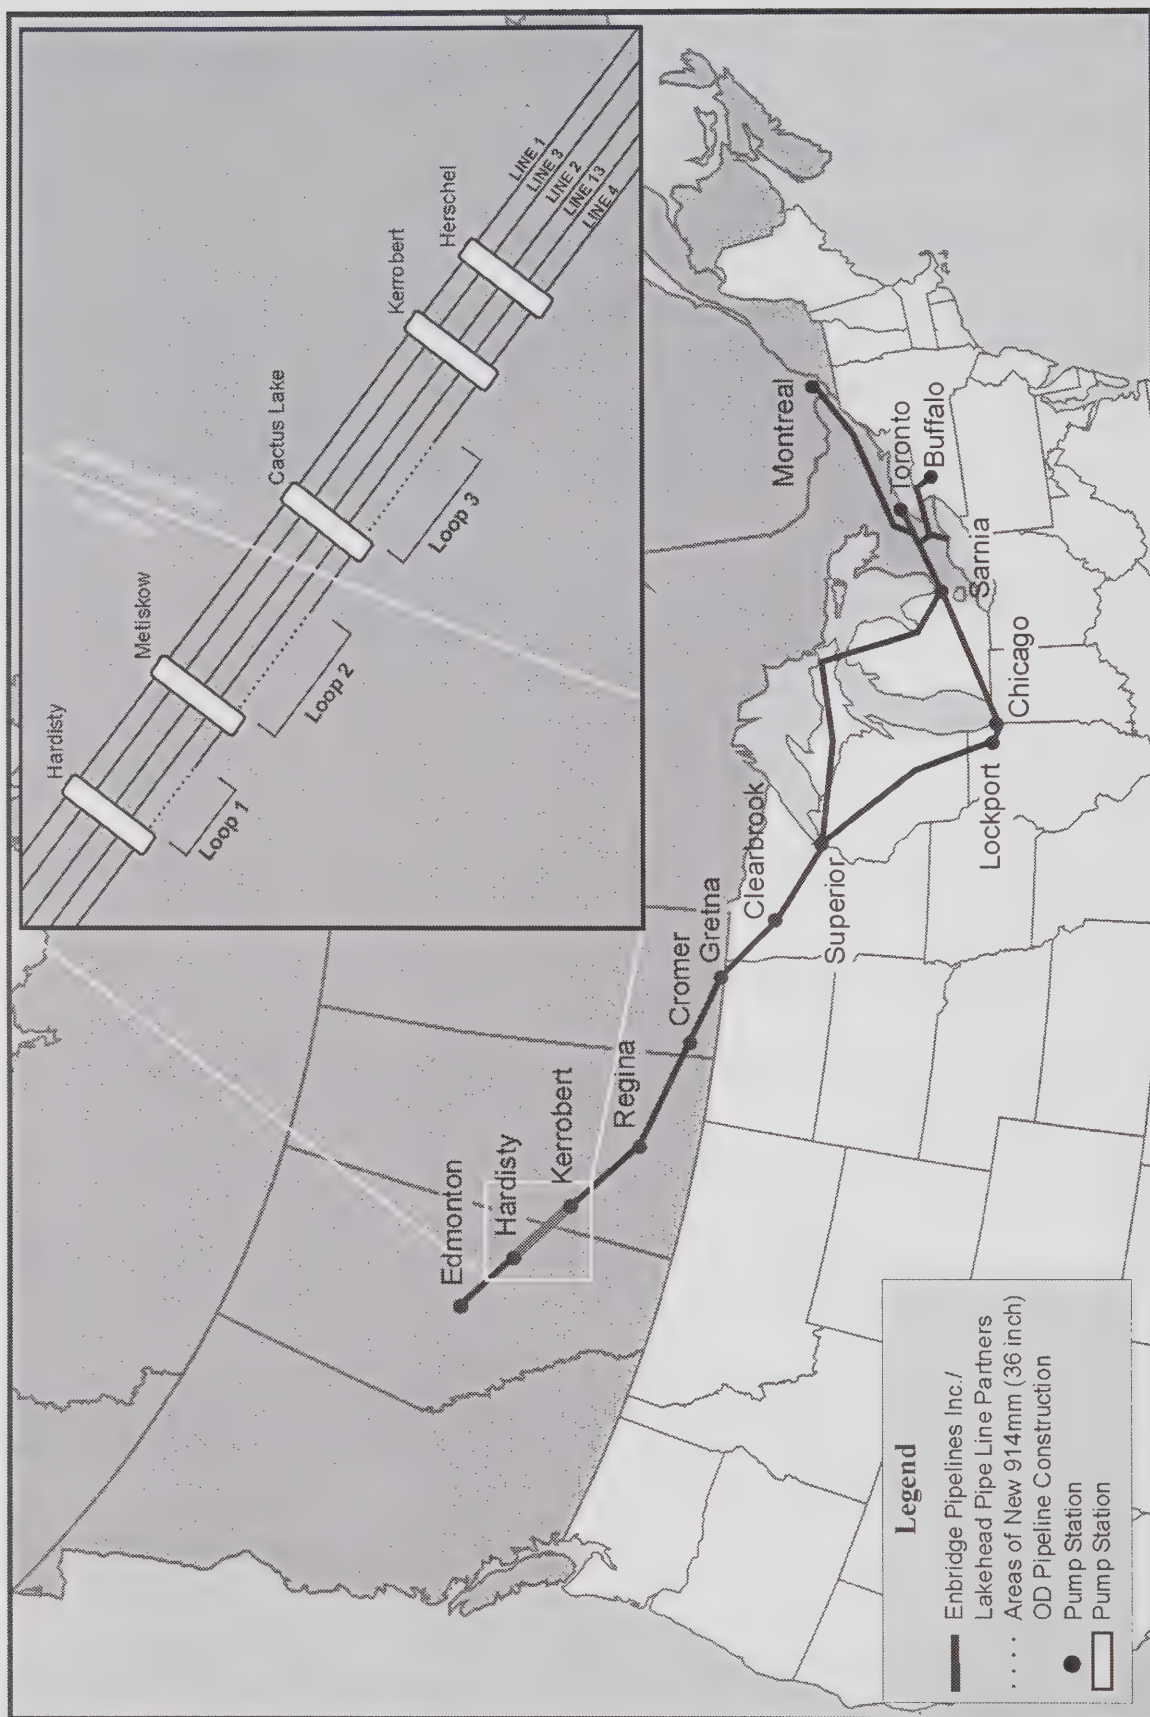 Hardisty
Metiskow
Cactus Lake
Kerrobert
Herschel
LINE 1
LINE 3
LINE 2
LINE 13
LINE 4
Loop 1
Loop 2
Loop 3
Edmonton
Hardisty
Kerrobert
Regina
Cromer
Gretna
Clearbrook
Superior
Lockport
Chicago
Sarnia
Toronto
Buffalo
Montreal
Legend
Enbridge Pipelines Inc./
Lakehead Pipe Line Partners
Areas of New 914mm (36 inch)
OD Pipeline Construction
Pump Station
Pump Station